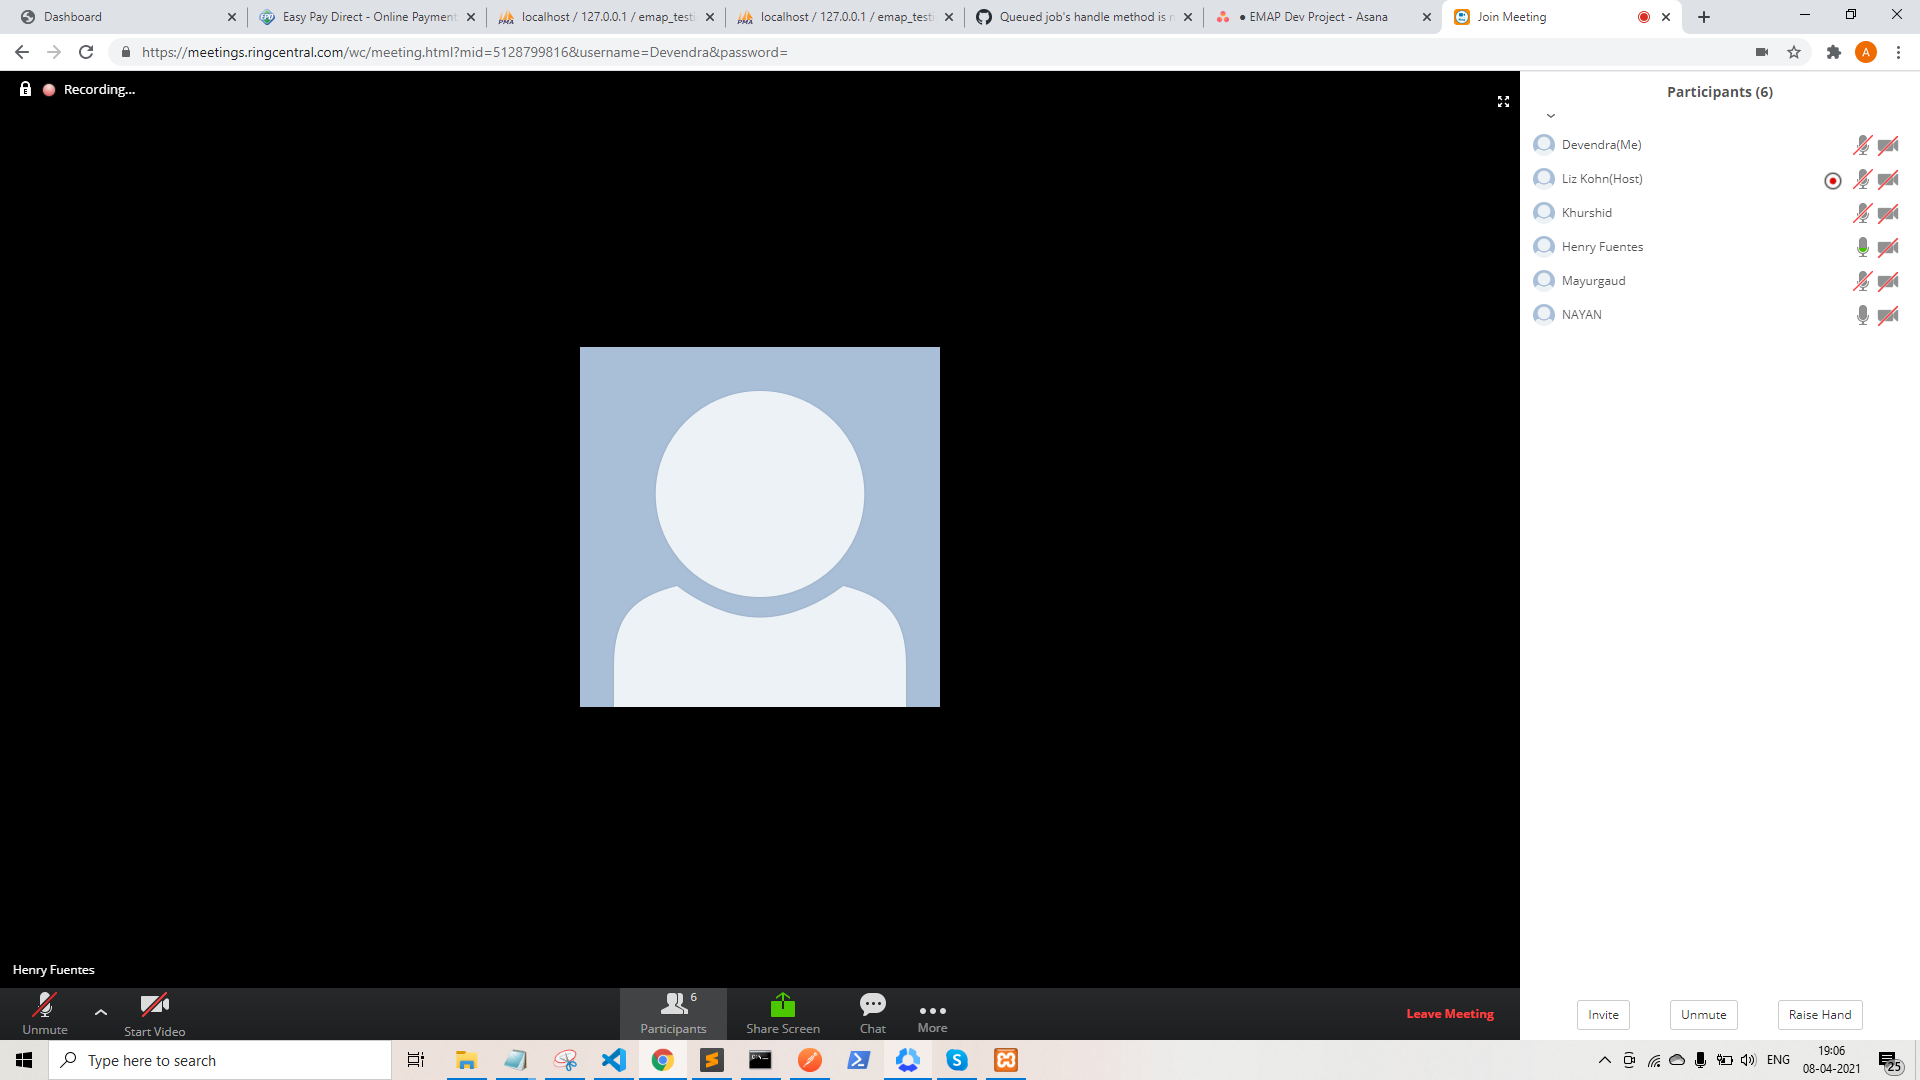 Dashboard
Easy Pay Direct - Online Payment
localhost / 127.0.0.1 / emap_testi
localhost / 127.0.0.1 / emap_testi
Queued job's handle method is n
● EMAP Dev Project - Asana
Join Meeting
https://meetings.ringcentral.com/wc/meeting.html?mid=5128799816&username=Devendra&password=
A
Recording...
Participants (6)
Devendra(Me)
Liz Kohn(Host)
Khurshid
Henry Fuentes
Mayurgaud
NAYAN
Henry Fuentes
Unmute
Start Video
6
Participants
Share Screen
Chat
More
Leave Meeting
Invite
Unmute
Raise Hand
Type here to search
ENG
19:06
08-04-2021
25